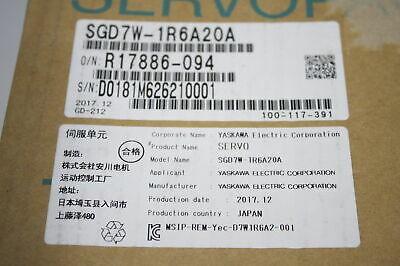 SERVOP
SGD7W-1R6A20A
O/N: R17886-094
S/N: D0181M626210001
2017.12
GD-212
100-117-391
伺服单元
制造:
合格
株式会社安川电机
运动控制工厂
地址:
日本埼玉县入间市
上藤泽480
Corporate Name : YASKAWA Electric Corporation
*Product Name : SERVO
Model Name : SGD7W-1R6A20A
Applicant : YASKAWA ELECTRIC CORPORATION
Manufacturer : YASKAWA ELECTRIC CORPORATION
Production date : 2017.12
Production country : JAPAN
MSIP-REM-Yec-D7W1R6A2-001